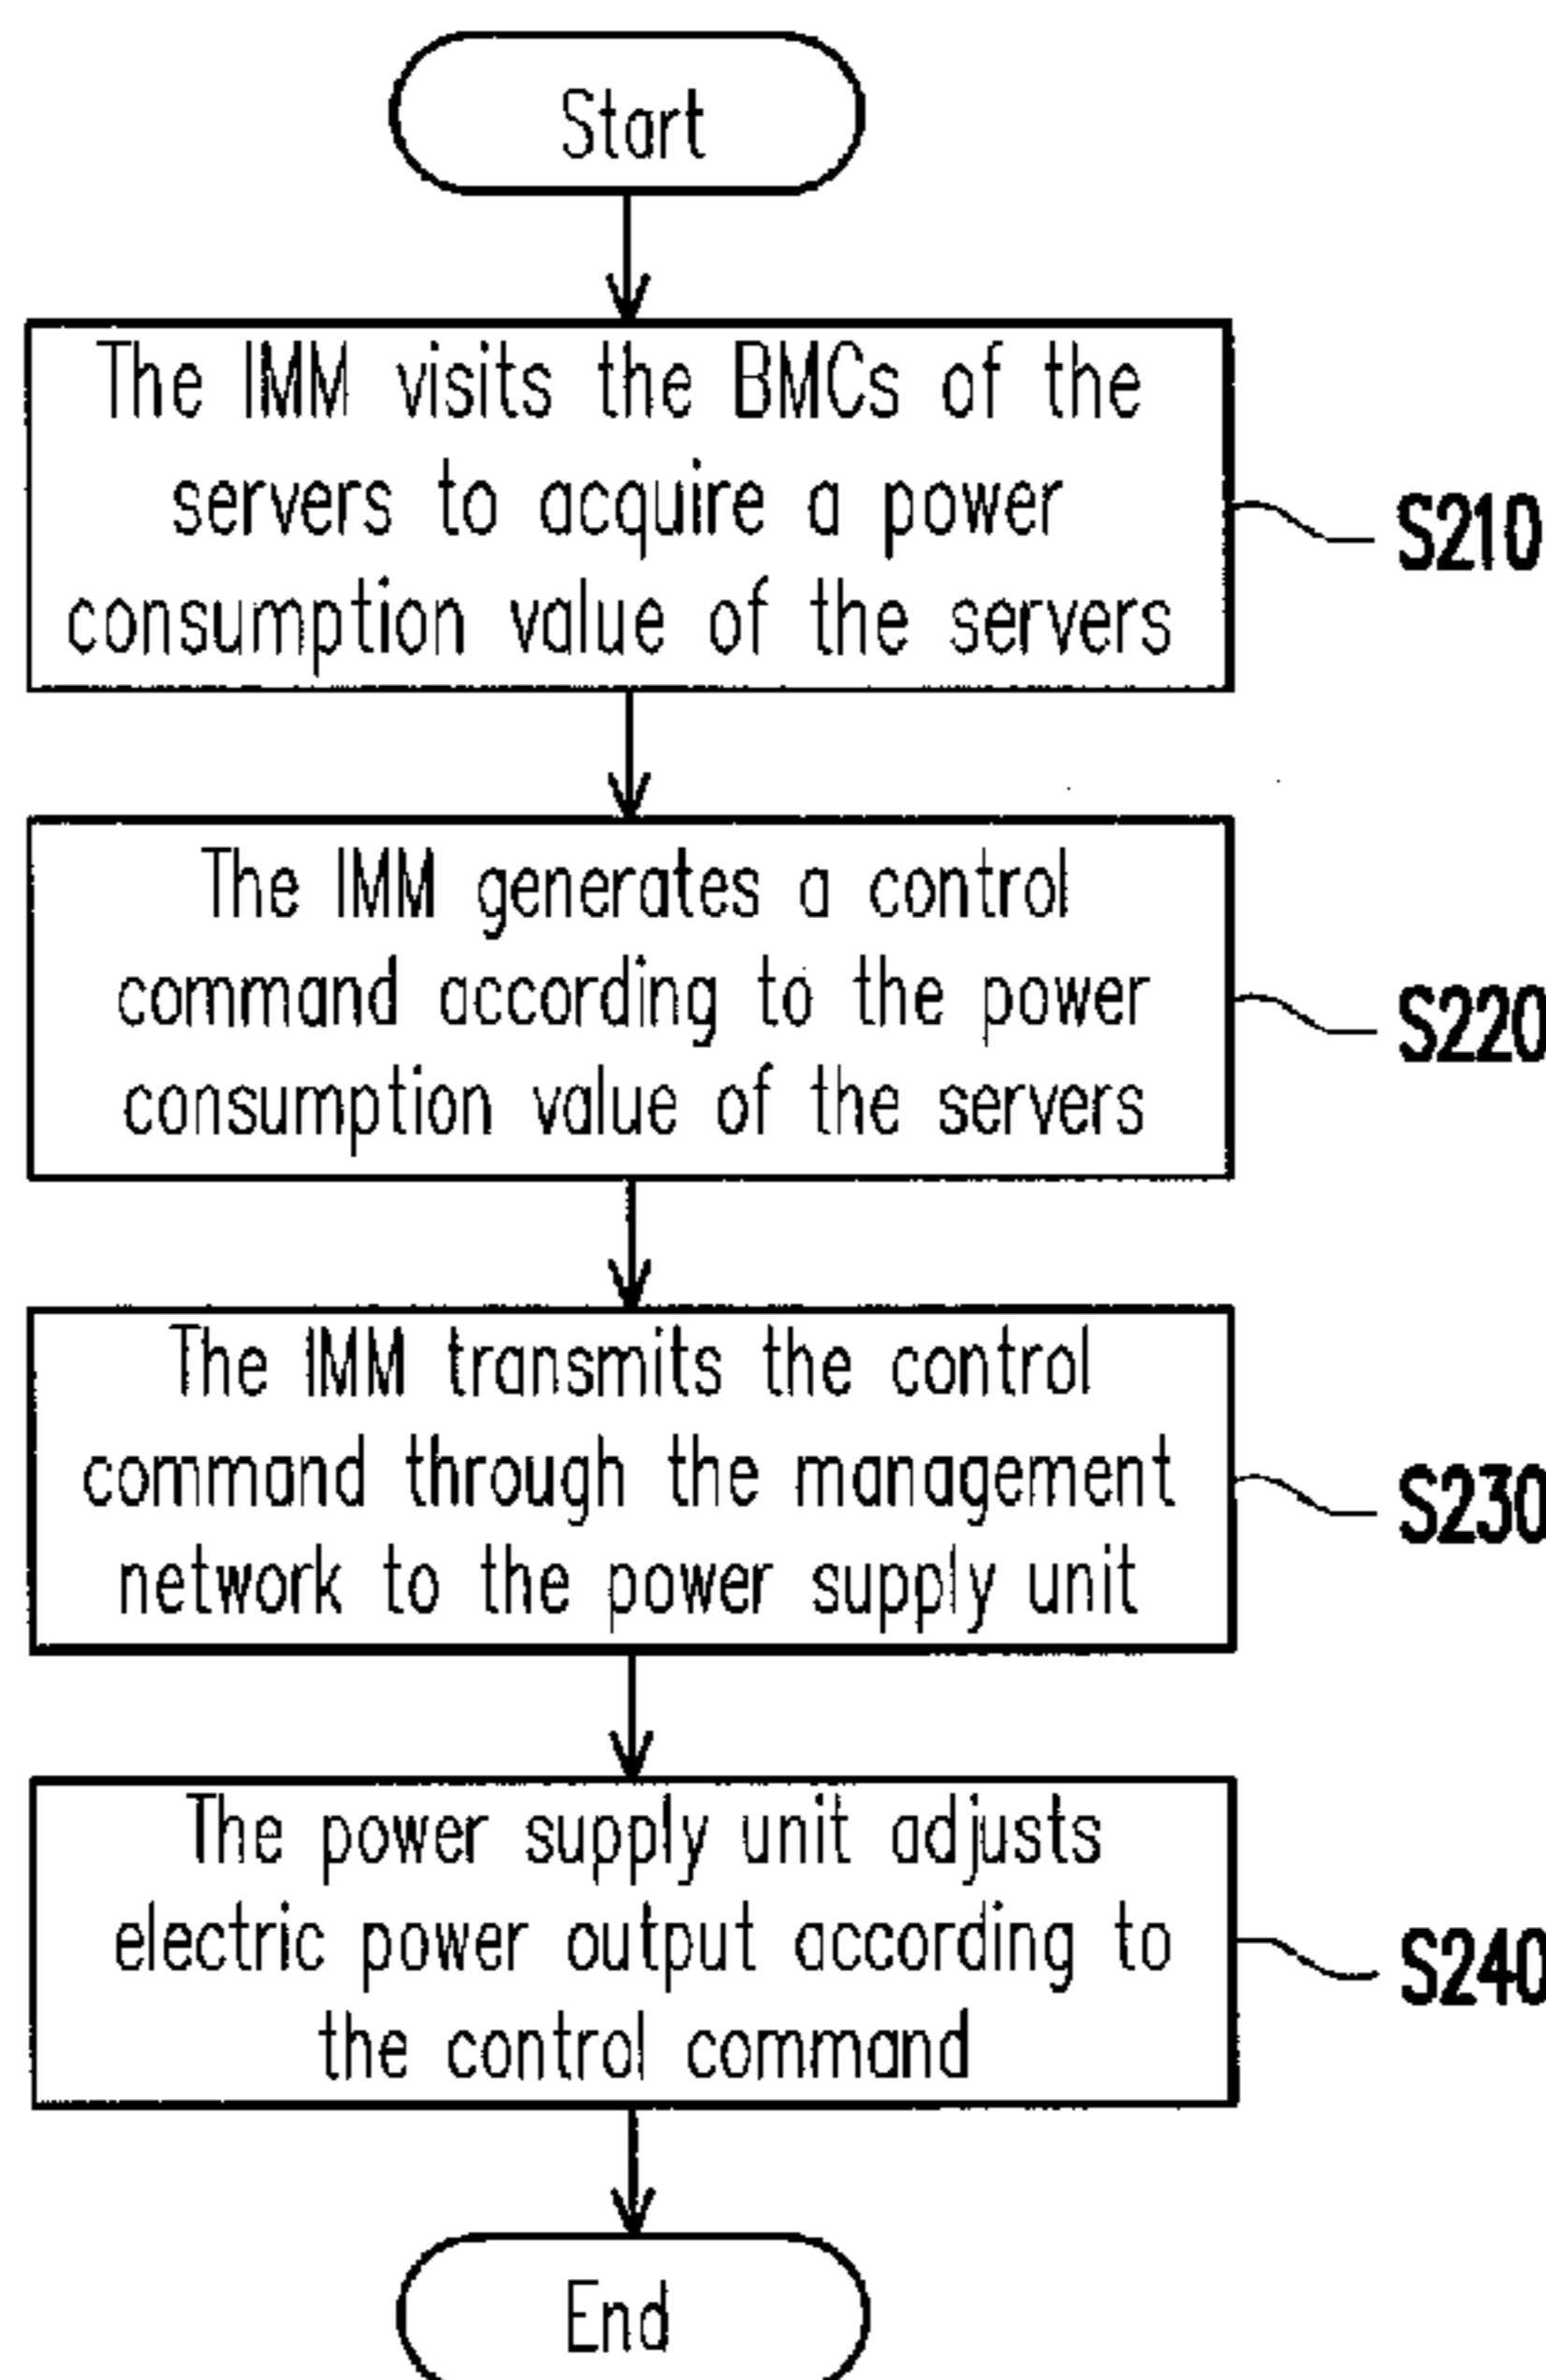 Start
The IMM visits the BMCs of the
servers to acquire a power
consumption value of the servers
S210
The IMM generates a control
command according to the power
consumption value of the servers
S220
The IMM transmits the control
command through the management
network to the power supply unit
S230
The power supply unit adjusts
electric power output according to
the control command
S240
End